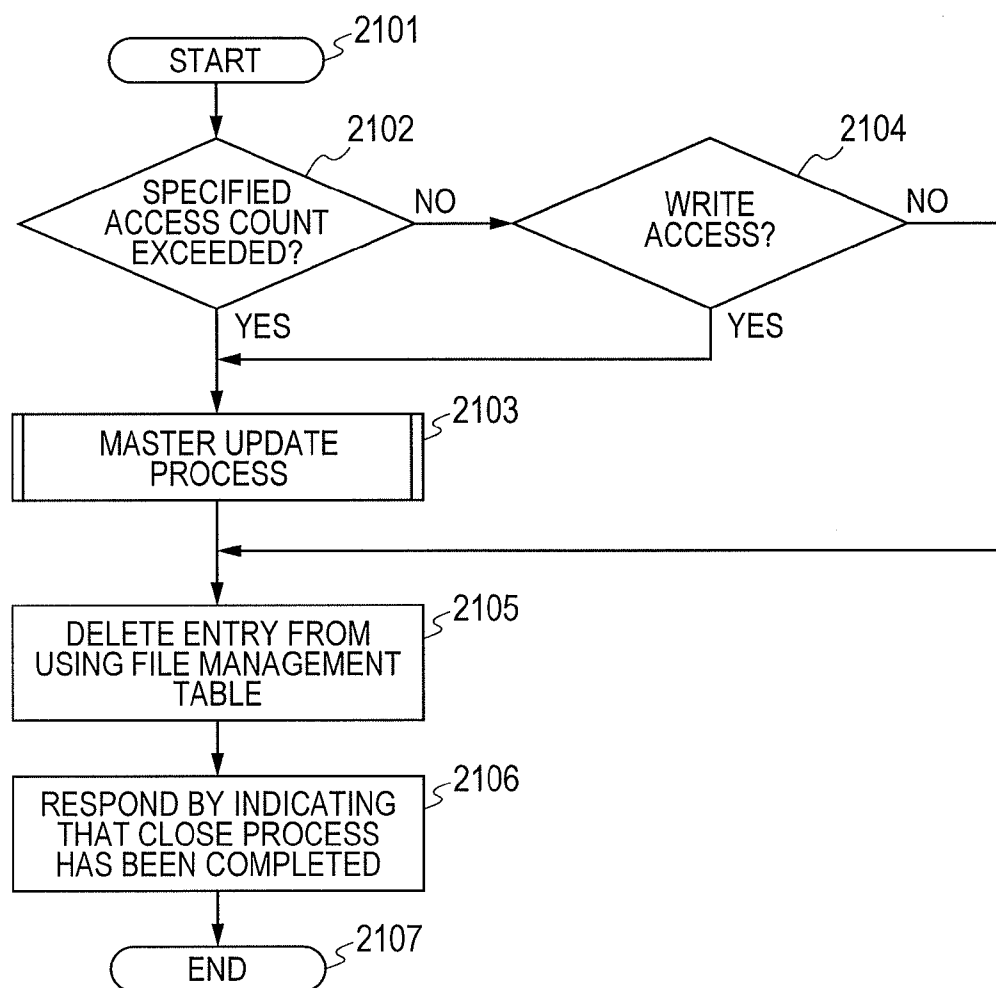 START
2101
2102
SPECIFIED
ACCESS COUNT
EXCEEDED?
NO
YES
2104
WRITE
ACCESS?
NO
YES
2103
MASTER UPDATE
PROCESS
2105
DELETE ENTRY FROM
USING FILE MANAGEMENT
TABLE
2106
RESPOND BY INDICATING
THAT CLOSE PROCESS
HAS BEEN COMPLETED
2107
END